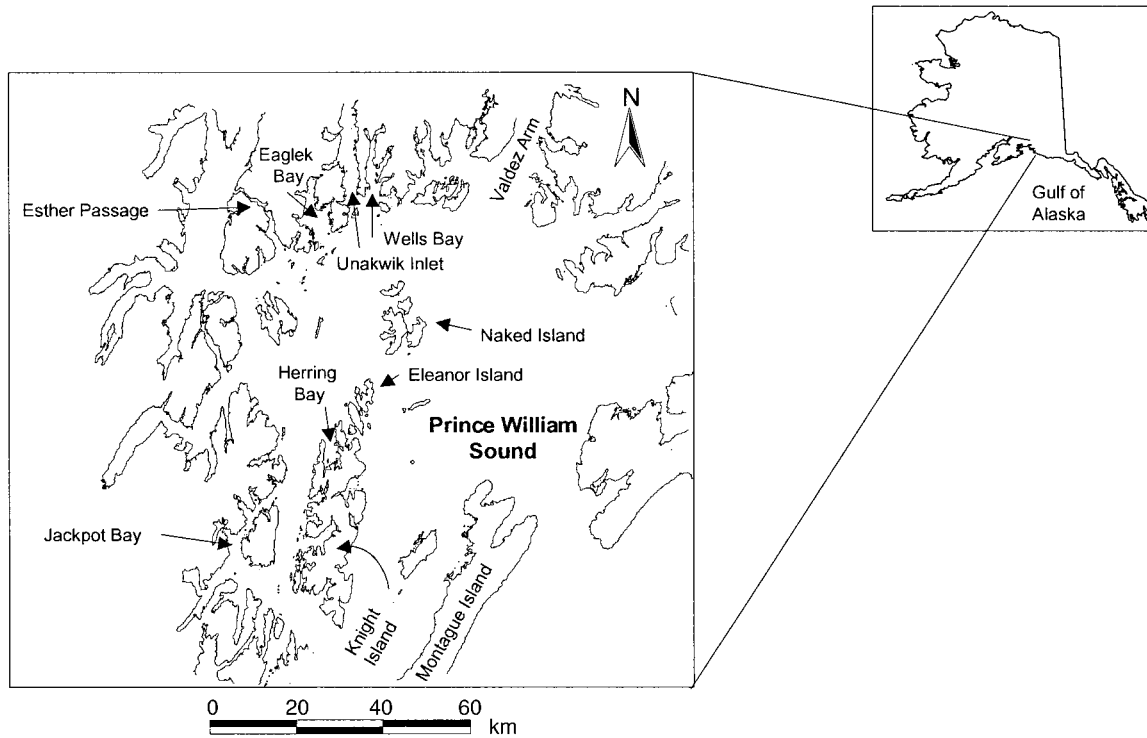 N
Valdez Arm
Eaglek
Bay
Esther Passage
Wells Bay
Unakwik Inlet
Gulf of
Alaska
Naked Island
Herring
Bay
Eleanor Island
Prince William
Sound
Jackpot Bay
Knight
Island
Montague Island
0 20 40 60
km